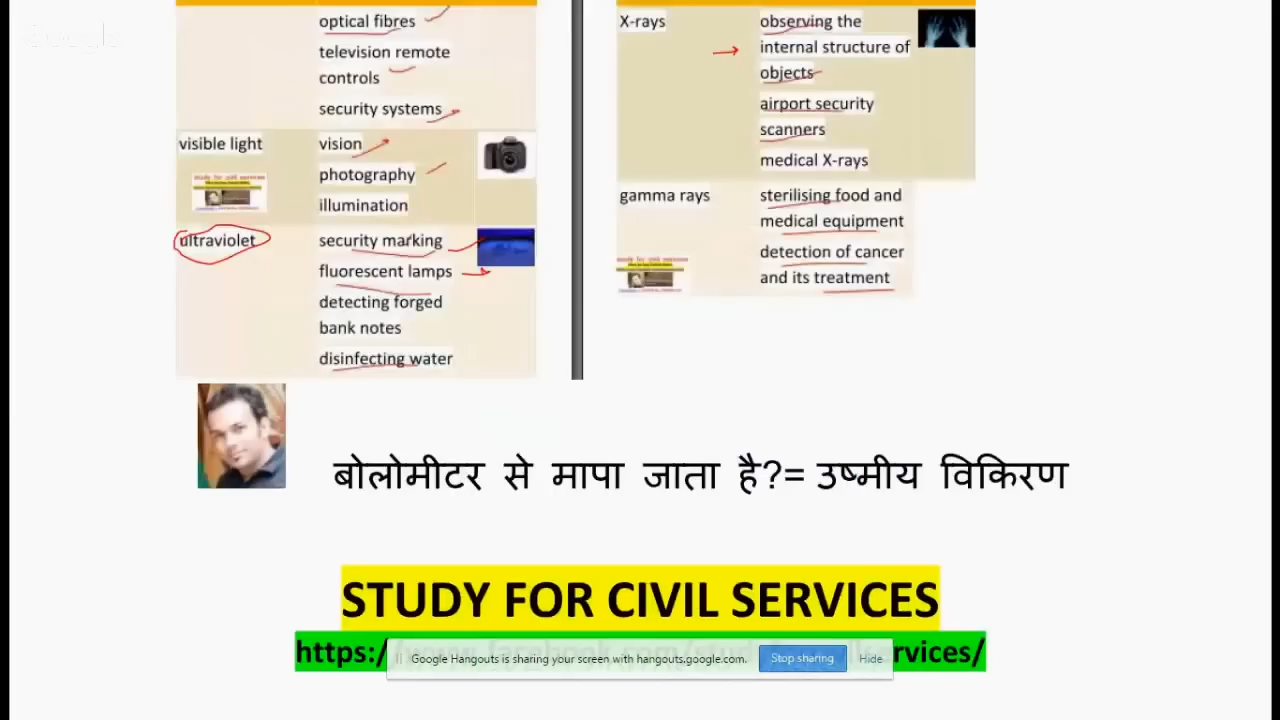 Google
optical fibres
television remote
controls
security systems
visible light
vision
photography
illumination
ultraviolet
security marking
fluorescent lamps
detecting forged
bank notes
disinfecting water
X-rays
observing the
internal structure of
objects
airport security
scanners
medical X-rays
gamma rays
sterilising food and
medical equipment
detection of cancer
and its treatment
बोलोमीटर से मापा जाता है?= उष्मीय विकिरण
STUDY FOR CIVIL SERVICES
https:/ rvices/
Google Hangouts is sharing your screen with hangouts.google.com.
Stop sharing
Hide